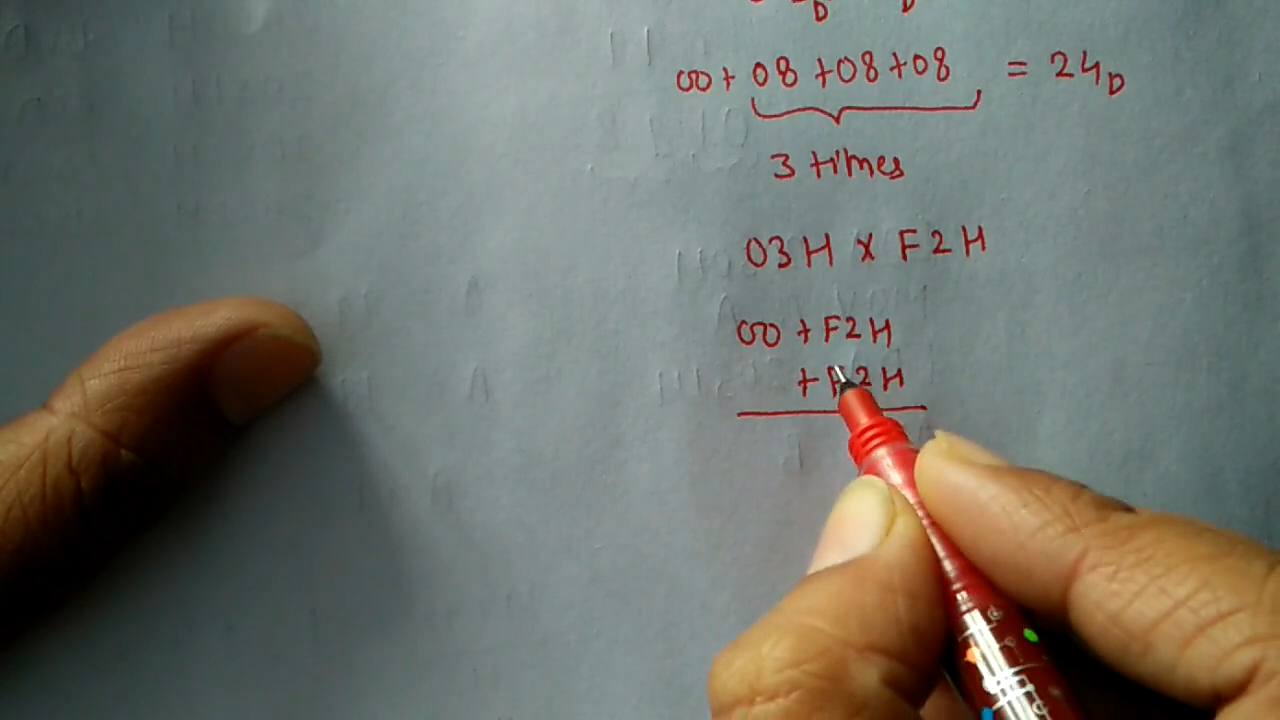 00 + 08 + 08 + 08 = 24D
3 times
03H x F2H
00 + F2H
+ F2H